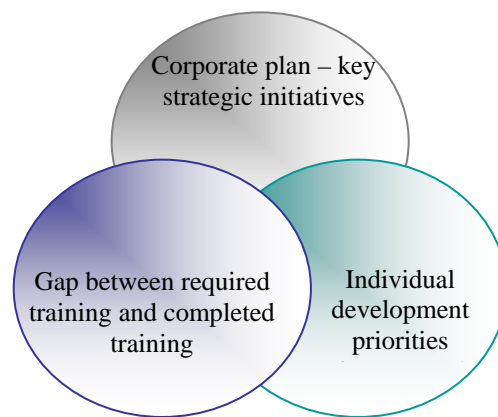 Corporate plan – key
strategic initiatives
Gap between required
training and completed
training
Individual
development
priorities